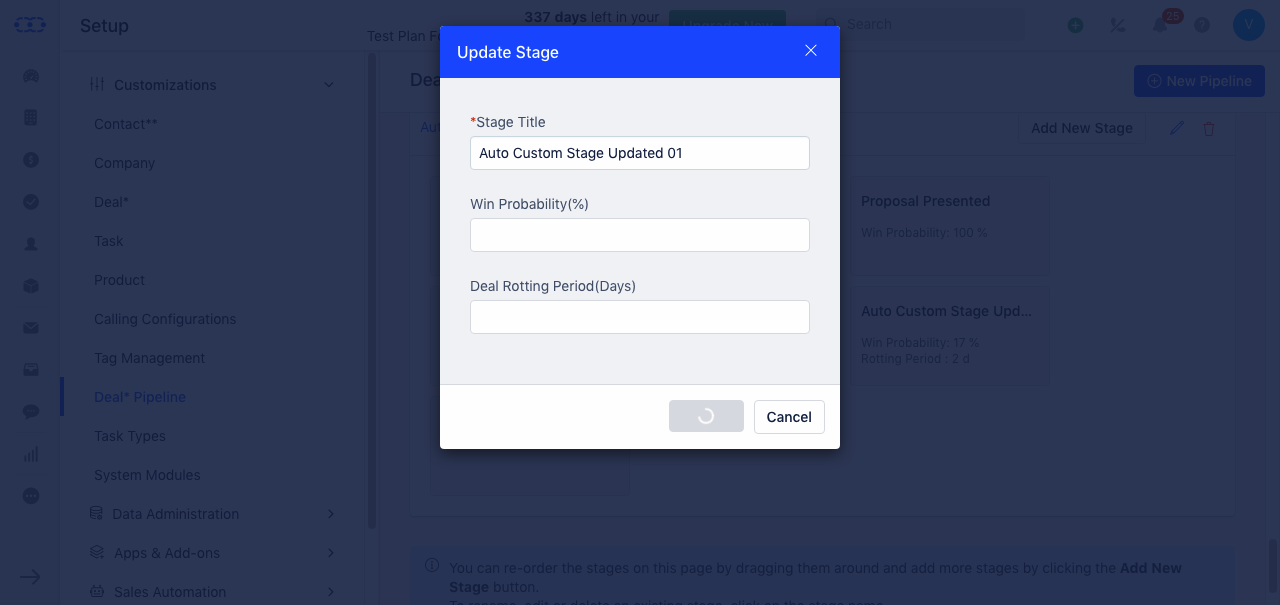 Setup
337 days left in your
Upgrade Now
Search
25
V
Test Plan F
Update Stage
Customizations
Contact**
Company
Deal*
Task
Product
Calling Configurations
Tag Management
Deal* Pipeline
Task Types
System Modules
Data Administration
Apps & Add-ons
Sales Automation
Dea
New Pipeline
Add New Stage
*Stage Title
Auto Custom Stage Updated 01
Win Probability(%)
Deal Rotting Period(Days)
Cancel
Proposal Presented
Win Probability: 100 %
Auto Custom Stage Upd...
Win Probability: 17 %
Rotting Period : 2 d
You can re-order the stages on this page by dragging them around and add more stages by clicking the Add New
Stage button.